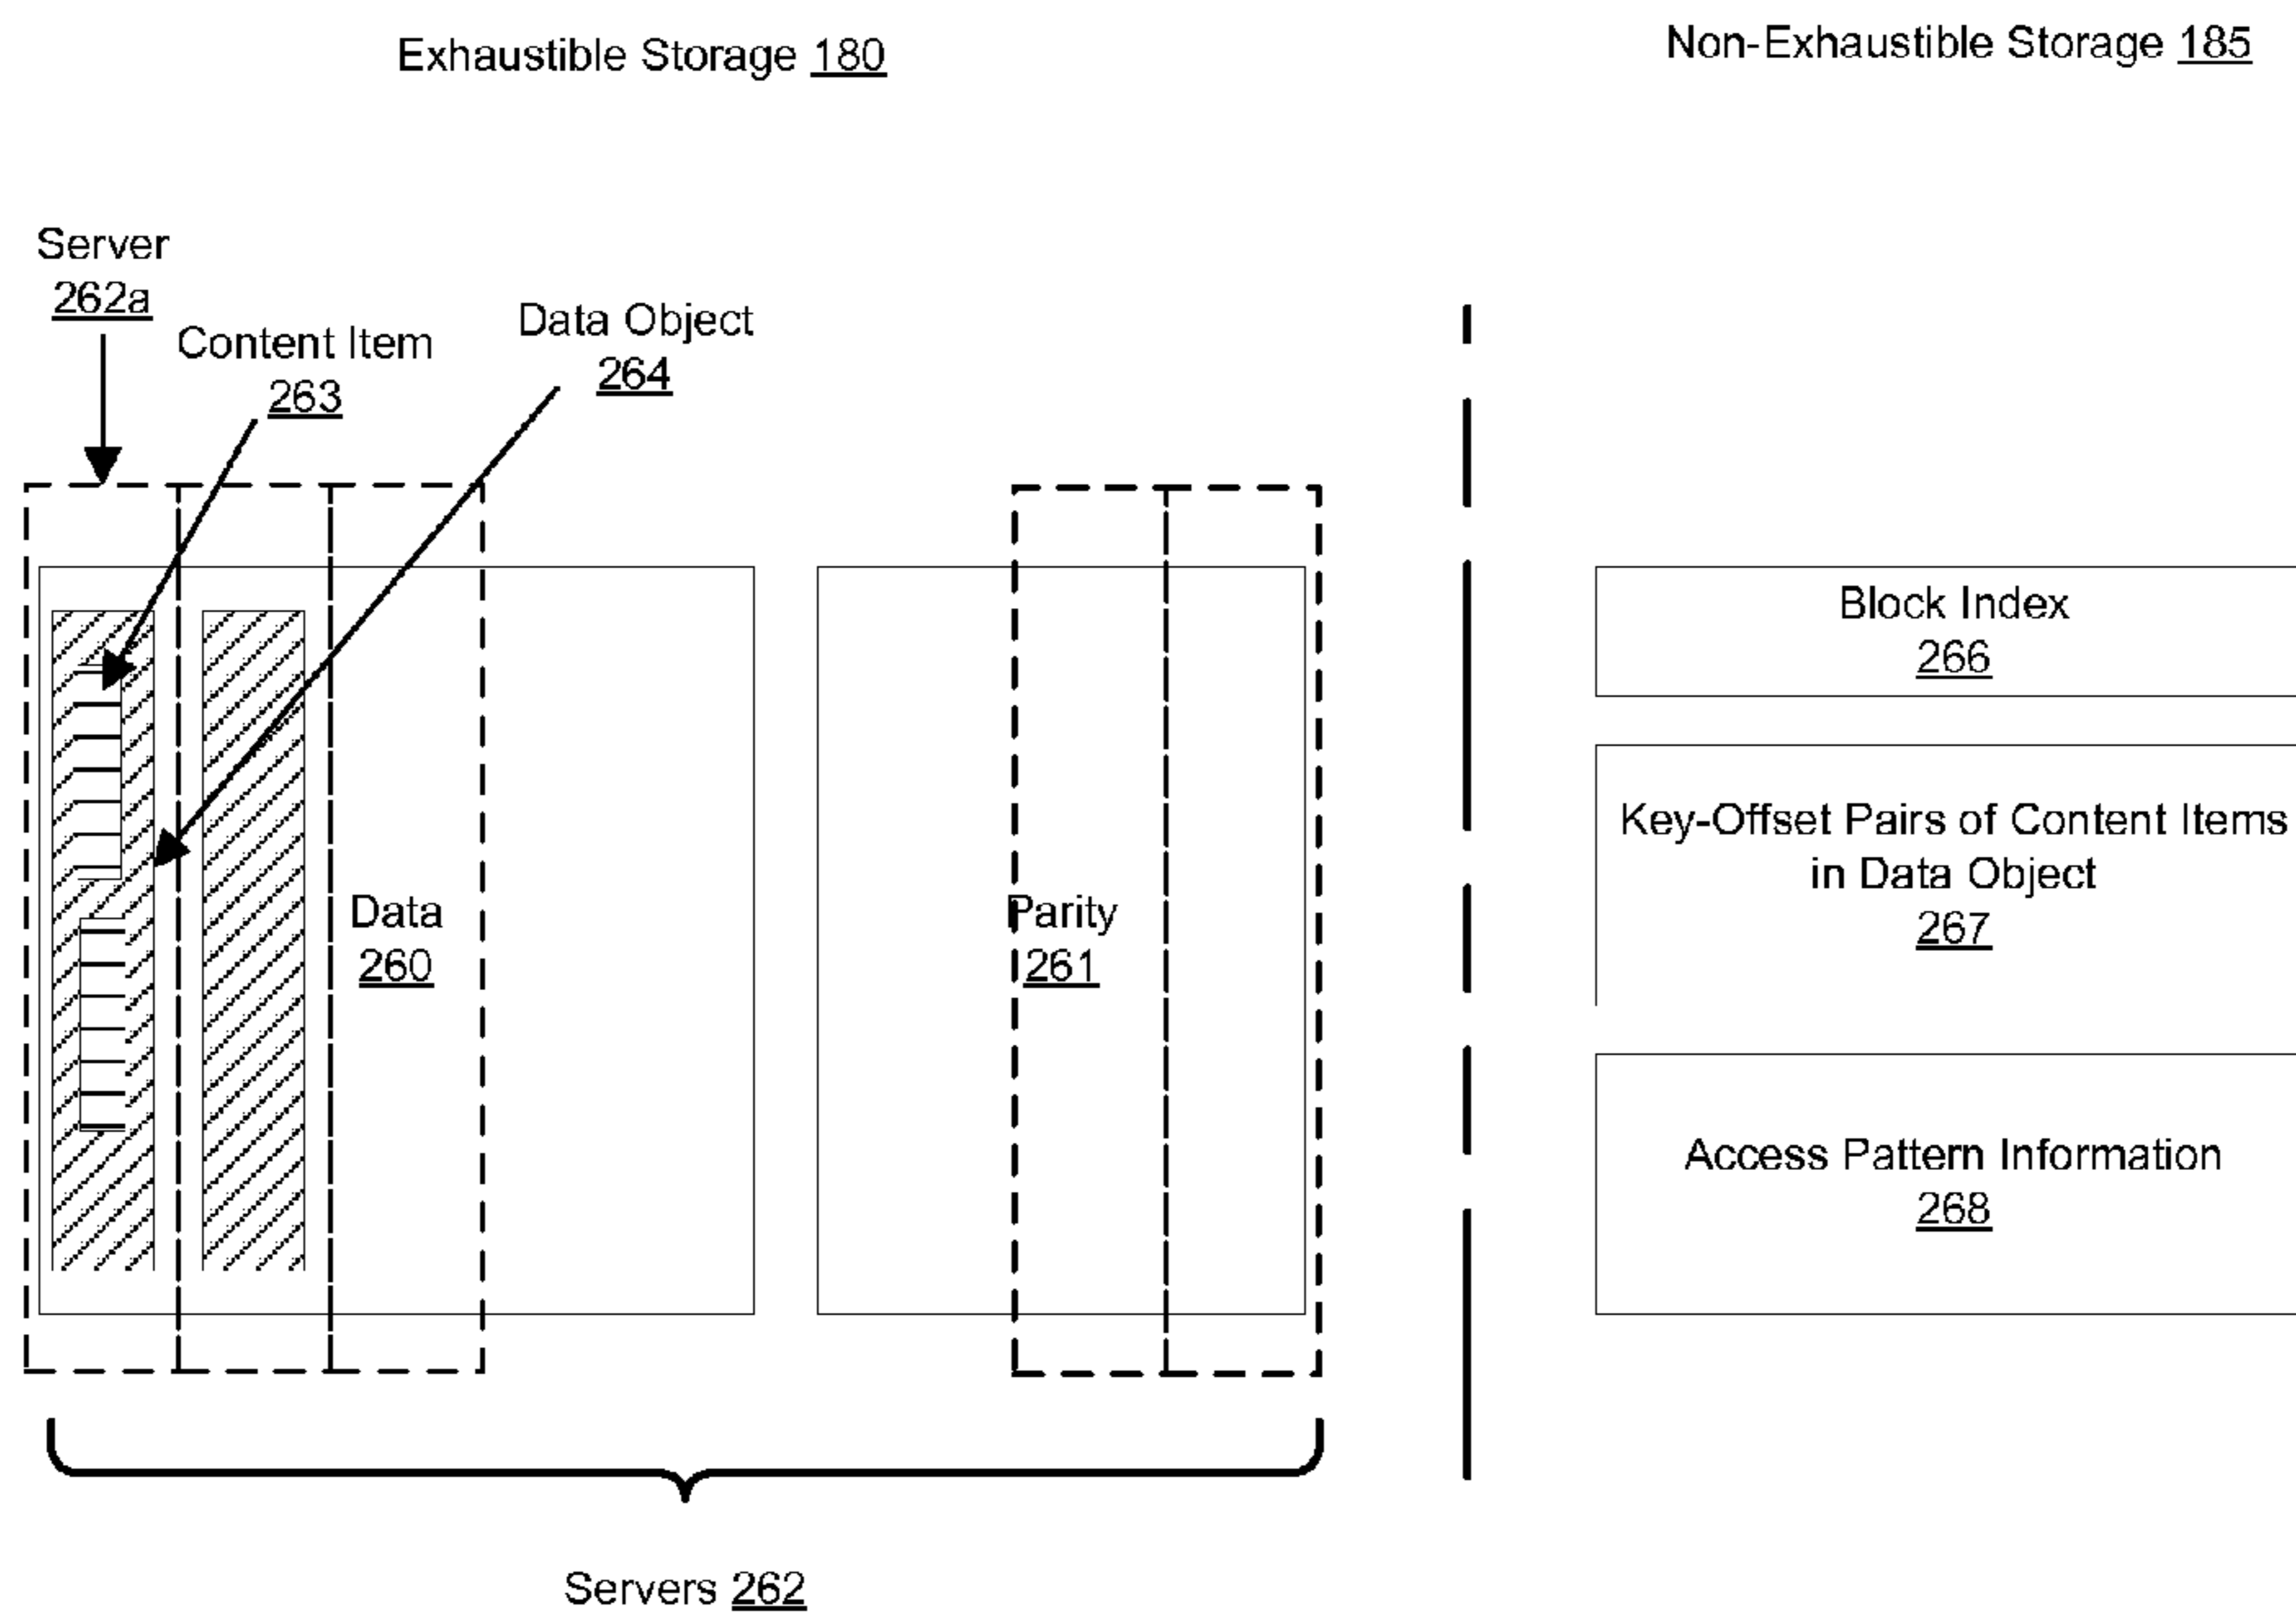 Exhaustible Storage 180
Non-Exhaustible Storage 185
Server
262a
Content Item
263
Data Object
264
Data
260
Parity
261
Block Index
266
Key-Offset Pairs of Content Items
in Data Object
267
Access Pattern Information
268
Servers 262